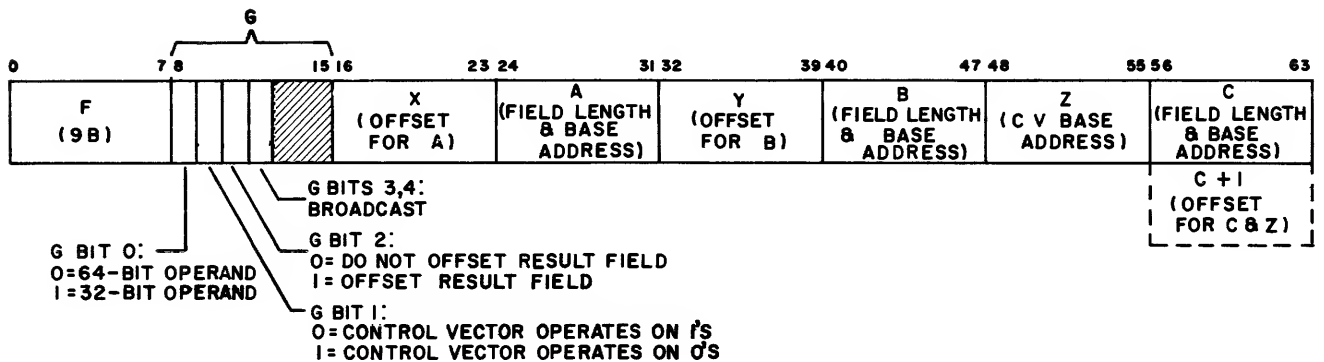 G
0 7 8 15 16 23 24 31 32 39 40 47 48 55 56 63
F
(9B)
X
(OFFSET
FOR A)
A
(FIELD LENGTH
& BASE
ADDRESS)
Y
(OFFSET
FOR B)
B
(FIELD LENGTH
& BASE
ADDRESS)
Z
(C V BASE
ADDRESS)
C
(FIELD LENGTH
& BASE
ADDRESS)
C + 1
(OFFSET
FOR C & Z)
G BITS 3,4:
BROADCAST
G BIT 2:
0= DO NOT OFFSET RESULT FIELD
1= OFFSET RESULT FIELD
G BIT 0:
0=64-BIT OPERAND
1=32-BIT OPERAND
G BIT 1:
0=CONTROL VECTOR OPERATES ON 1'S
1=CONTROL VECTOR OPERATES ON 0'S